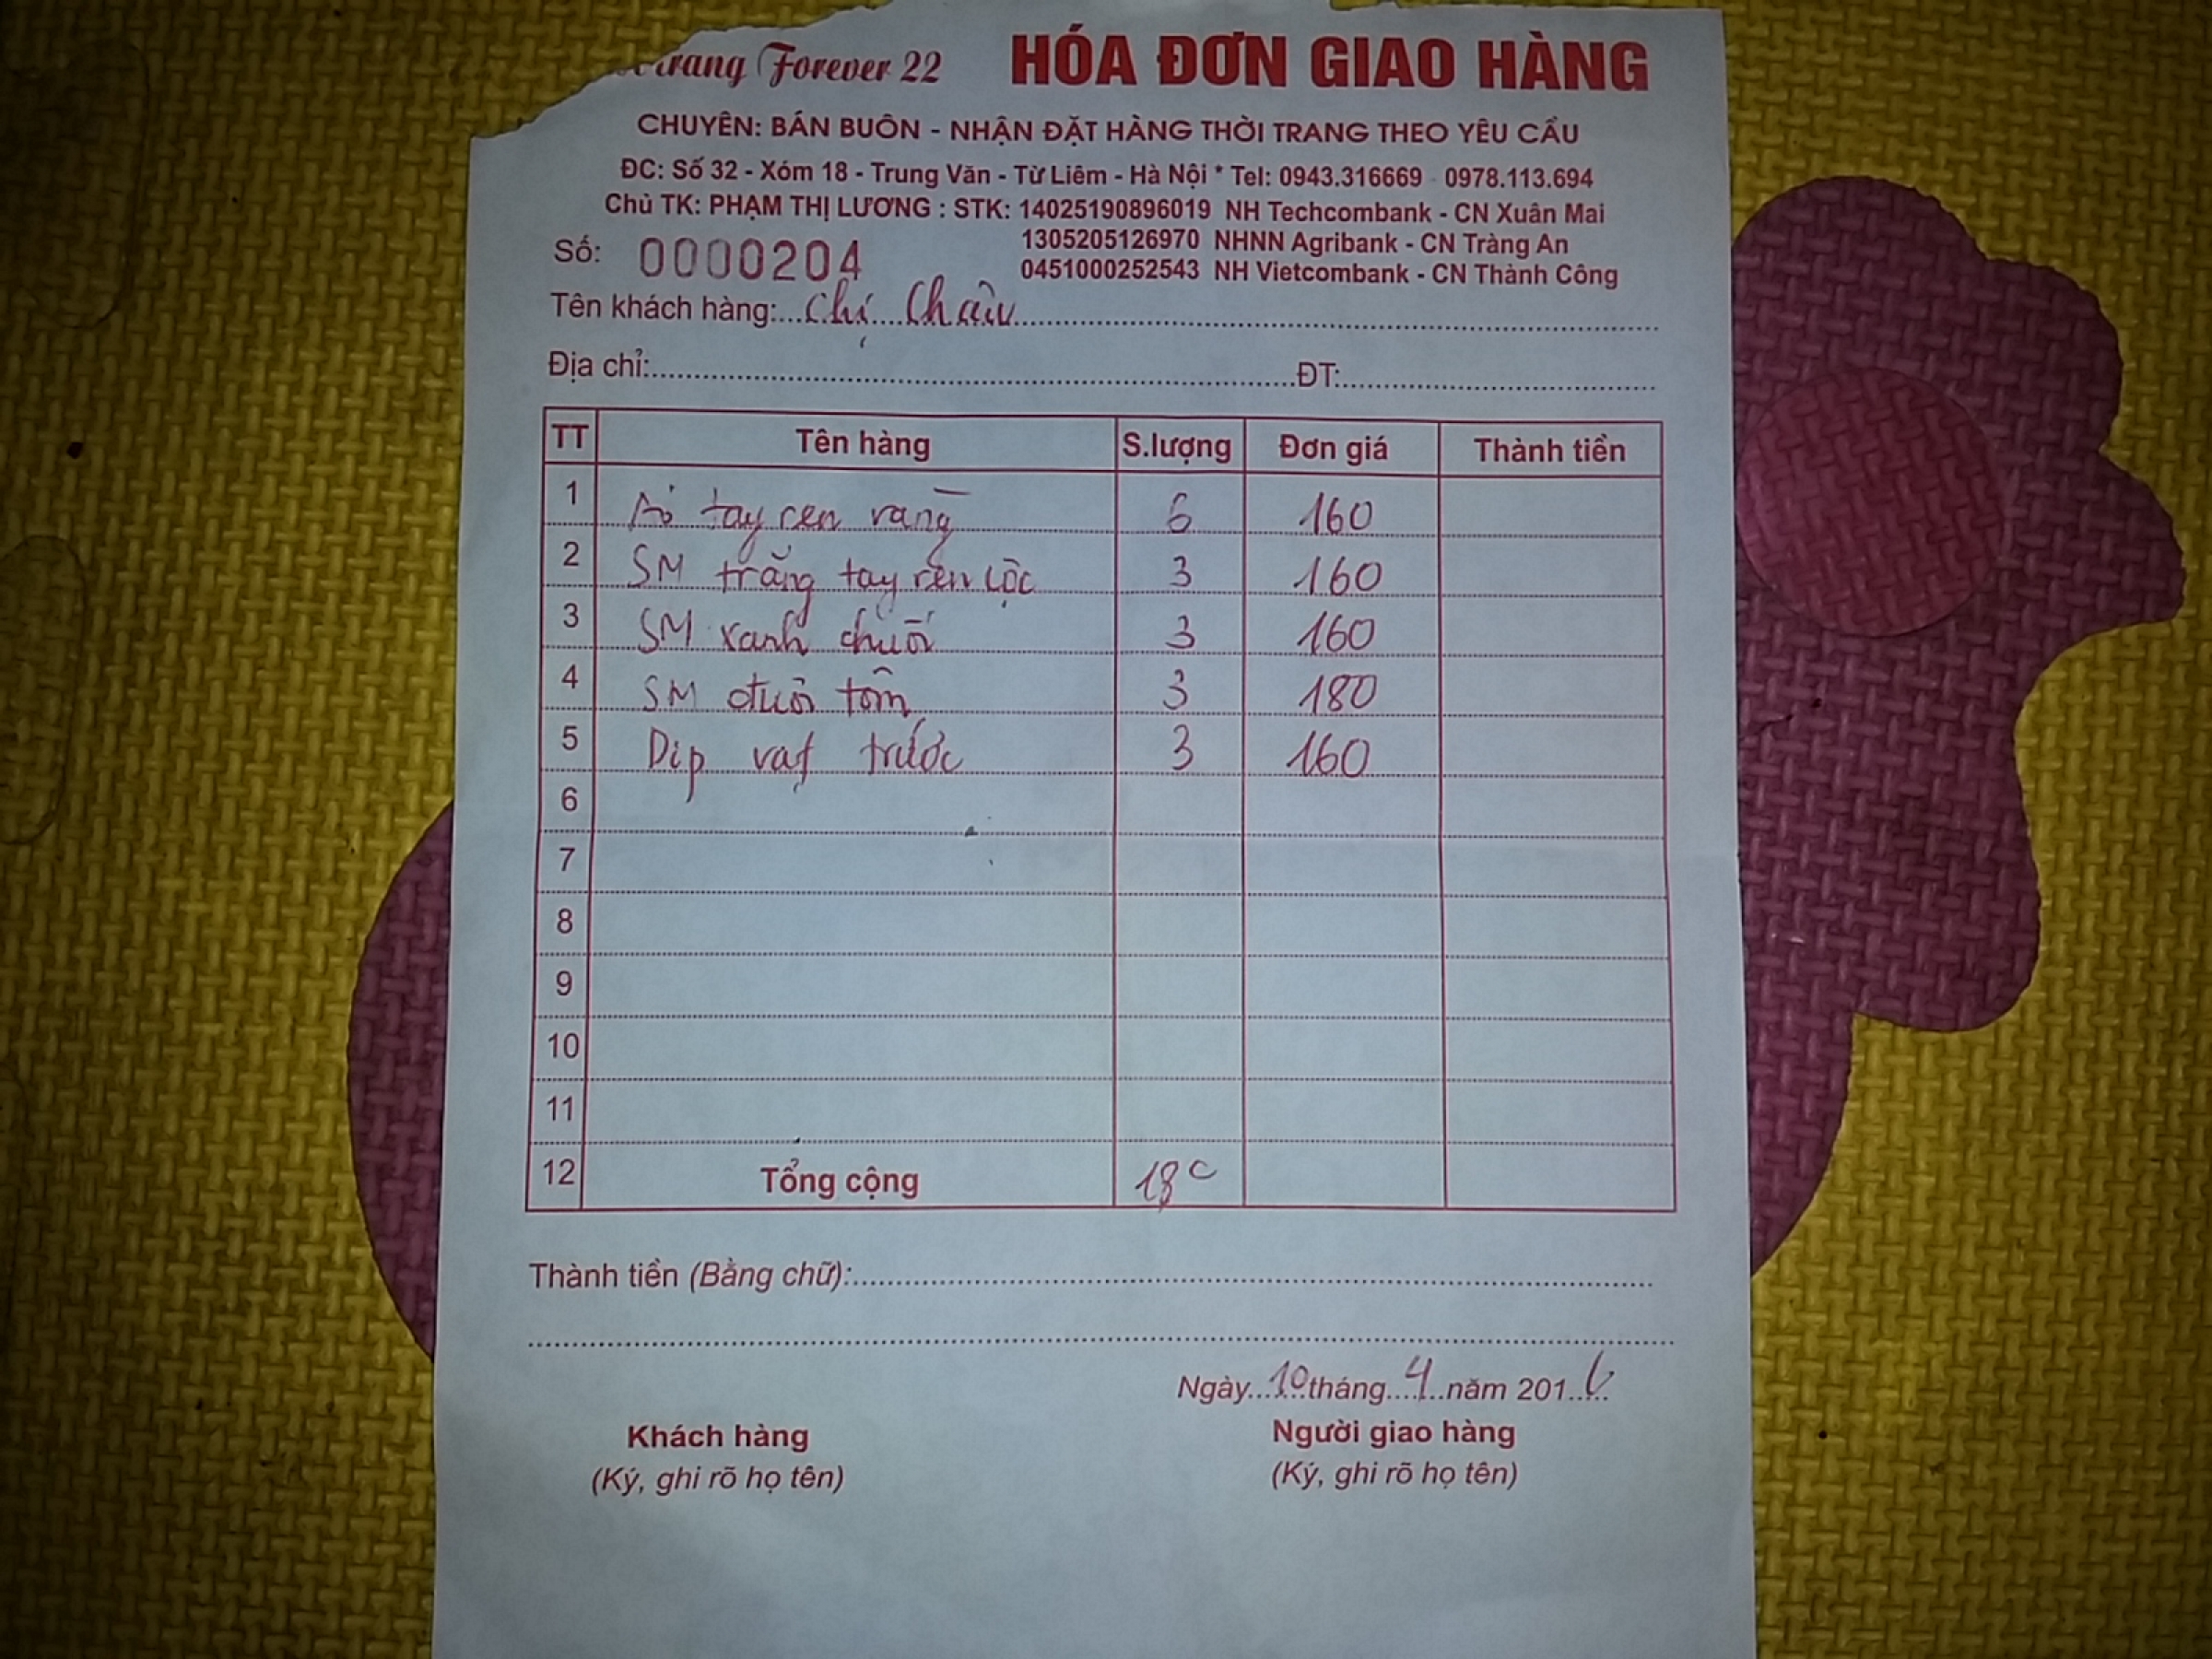 trang Forever 22 HÓA ĐƠN GIAO HÀNG
CHUYÊN: BÁN BUÔN - NHẬN ĐẶT HÀNG THỜI TRANG THEO YÊU CẦU
ĐC: Số 32 - Xóm 18 - Trung Văn - Từ Liêm - Hà Nội * Tel: 0943.316669 - 0978.113.694
Chủ TK: PHẠM THỊ LƯƠNG : STK: 14025190896019 NH Techcombank - CN Xuân Mai
1305205126970 NHNN Agribank - CN Tràng An
Số: 0000204
0451000252543 NH Vietcombank - CN Thành Công
Tên khách hàng: Chị Châu
Địa chỉ: ĐT:
TT Tên hàng S.lượng Đơn giá Thành tiền
1 Áo tay ren vàng 6 160
2 SM trắng tay ren 3 160
3 SM xanh chuối 3 160
4 SM đuôi tôm 3 180
5 Díp vạt trước 3 160
6
7
8
9
10
11
12 Tổng cộng 18c
Thành tiền (Bằng chữ):
Ngày 10 tháng 4 năm 2016
Khách hàng Người giao hàng
(Ký, ghi rõ họ tên) (Ký, ghi rõ họ tên)